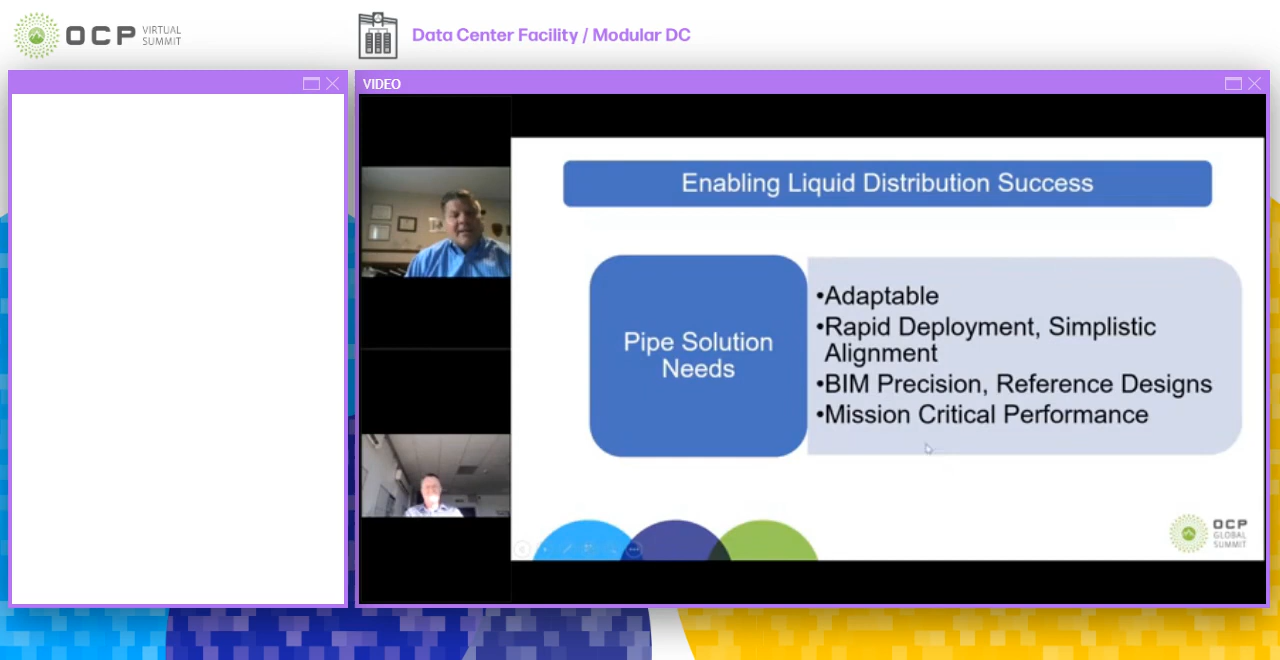 OCP
VIRTUAL
SUMMIT
Data Center Facility / Modular DC
VIDEO
Enabling Liquid Distribution Success
Pipe Solution
Needs
•Adaptable
•Rapid Deployment, Simplistic
Alignment
•BIM Precision, Reference Designs
•Mission Critical Performance
OCP
GLOBAL
SUMMIT